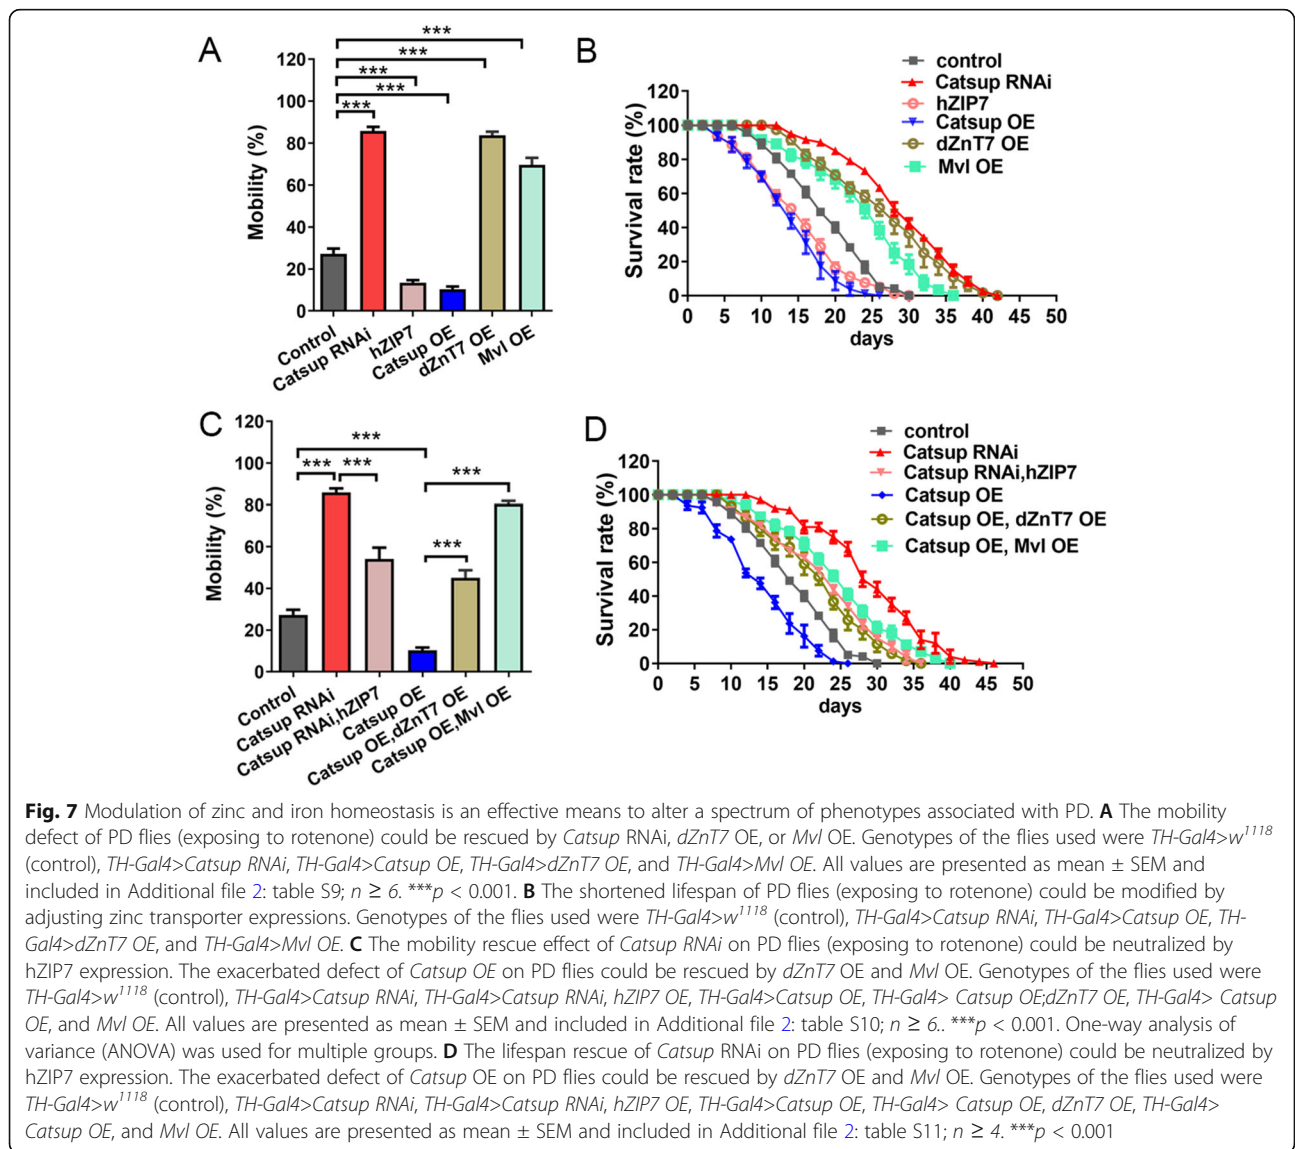 A
Mobility (%)
120
100
80
60
40
20
0
***
***
***
***
***
Control
Catsup RNAi
hZIP7
Catsup OE
dZnT7 OE
Mvl OE
B
Survival rate (%)
120
100
80
60
40
20
0
0 5 10 15 20 25 30 35 40 45 50
days
control
Catsup RNAi
hZIP7
Catsup OE
dZnT7 OE
Mvl OE
C
Mobility (%)
120
100
80
60
40
20
0
***
*** ***
***
***
Control
Catsup RNAi
Catsup RNAi,hZIP7
Catsup OE
Catsup OE,dZnT7 OE
Catsup OE,Mvl OE
D
Survival rate (%)
120
100
80
60
40
20
0
0 5 10 15 20 25 30 35 40 45 50
days
control
Catsup RNAi
Catsup RNAi,hZIP7
Catsup OE
Catsup OE, dZnT7 OE
Catsup OE, Mvl OE
Fig. 7 Modulation of zinc and iron homeostasis is an effective means to alter a spectrum of phenotypes associated with PD. A The mobility
defect of PD flies (exposing to rotenone) could be rescued by Catsup RNAi, dZnT7 OE, or Mvl OE. Genotypes of the flies used were TH-Gal4>w1118
(control), TH-Gal4>Catsup RNAi, TH-Gal4>Catsup OE, TH-Gal4>dZnT7 OE, and TH-Gal4>Mvl OE. All values are presented as mean ± SEM and
included in Additional file 2: table S9; n ≥ 6. ***p < 0.001. B The shortened lifespan of PD flies (exposing to rotenone) could be modified by
adjusting zinc transporter expressions. Genotypes of the flies used were TH-Gal4>w1118 (control), TH-Gal4>Catsup RNAi, TH-Gal4>Catsup OE, TH-
Gal4>dZnT7 OE, and TH-Gal4>Mvl OE. C The mobility rescue effect of Catsup RNAi on PD flies (exposing to rotenone) could be neutralized by
hZIP7 expression. The exacerbated defect of Catsup OE on PD flies could be rescued by dZnT7 OE and Mvl OE. Genotypes of the flies used were
TH-Gal4>w1118 (control), TH-Gal4>Catsup RNAi, TH-Gal4>Catsup RNAi, hZIP7 OE, TH-Gal4>Catsup OE, TH-Gal4> Catsup OE;dZnT7 OE, TH-Gal4> Catsup
OE, and Mvl OE. All values are presented as mean ± SEM and included in Additional file 2: table S10; n ≥ 6.. ***p < 0.001. One-way analysis of
variance (ANOVA) was used for multiple groups. D The lifespan rescue of Catsup RNAi on PD flies (exposing to rotenone) could be neutralized by
hZIP7 expression. The exacerbated defect of Catsup OE on PD flies could be rescued by dZnT7 OE and Mvl OE. Genotypes of the flies used were
TH-Gal4>w1118 (control), TH-Gal4>Catsup RNAi, TH-Gal4>Catsup RNAi, hZIP7 OE, TH-Gal4>Catsup OE, TH-Gal4> Catsup OE, dZnT7 OE, TH-Gal4>
Catsup OE, and Mvl OE. All values are presented as mean ± SEM and included in Additional file 2: table S11; n ≥ 4. ***p < 0.001